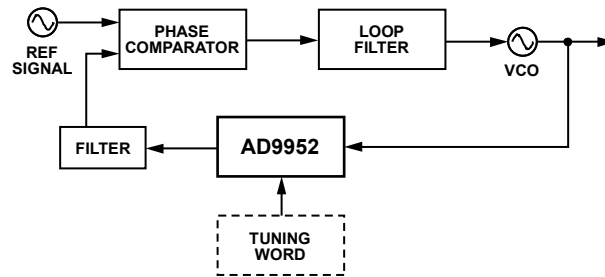 REF
SIGNAL
PHASE
COMPARATOR
LOOP
FILTER
VCO
FILTER
AD9952
TUNING
WORD